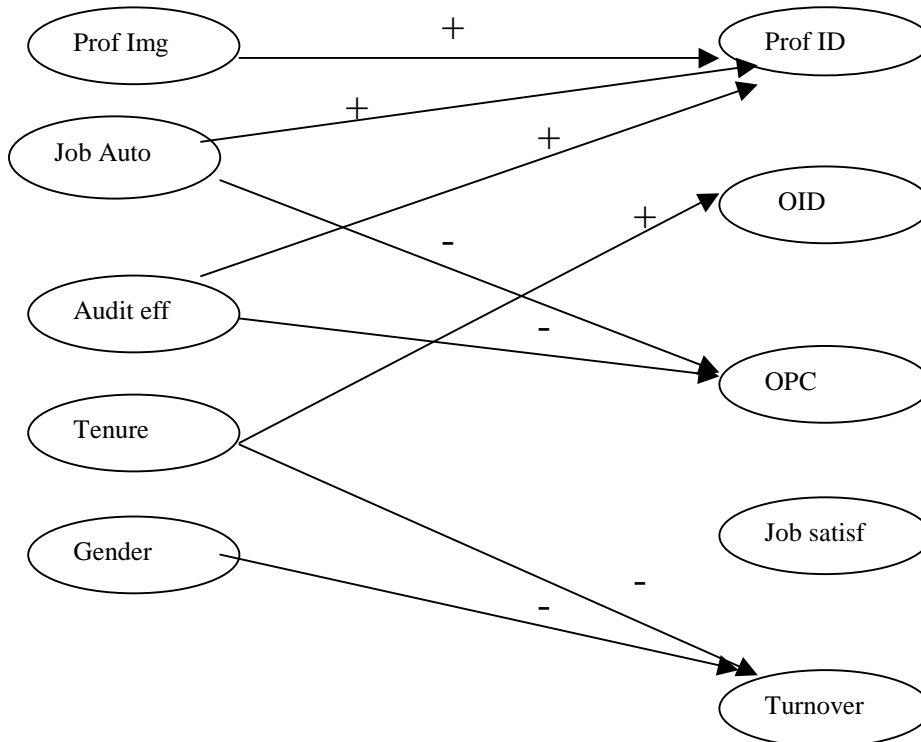 Prof Img
+
Prof ID
+
Job Auto
+
OID
+
-
Audit eff
-
OPC
Tenure
Job satisf
Gender
-
-
Turnover